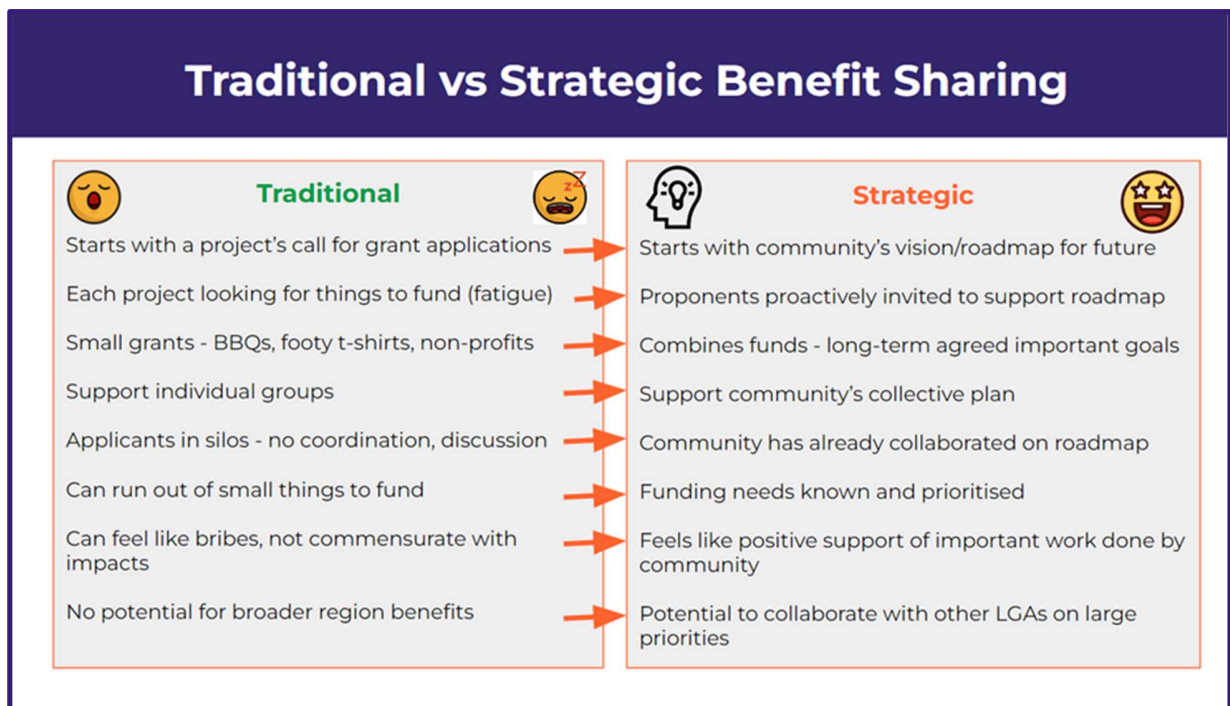 Traditional vs Strategic Benefit Sharing
Traditional
zZ
Starts with a project's call for grant applications
Each project looking for things to fund (fatigue)
Small grants - BBQs, footy t-shirts, non-profits
Support individual groups
Applicants in silos - no coordination, discussion
Can run out of small things to fund
Can feel like bribes, not commensurate with
impacts
No potential for broader region benefits
Strategic
Starts with community's vision/roadmap for future
Proponents proactively invited to support roadmap
Combines funds - long-term agreed important goals
Support community's collective plan
Community has already collaborated on roadmap
Funding needs known and prioritised
Feels like positive support of important work done by
community
Potential to collaborate with other LGAs on large
priorities